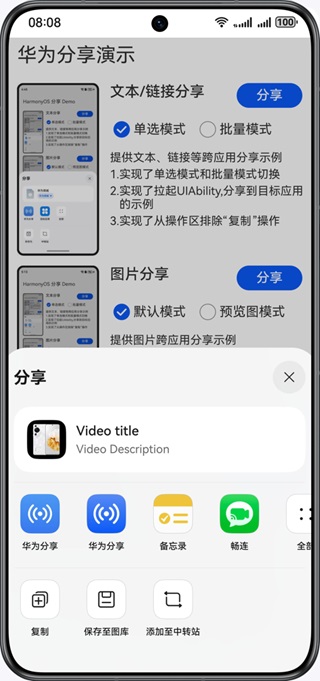 08:08
100
华为分享演示
HarmonyOS 分享 Demo
文本/链接分享
分享
单选模式
批量模式
提供文本、链接等跨应用分享示例
1.实现了单选模式和批量模式切换
2.实现了拉起UIAbility,分享到目标应用
的示例
3.实现了从操作区排除“复制”操作
HarmonyOS 分享 Demo
图片分享
分享
默认模式
预览图模式
提供图片跨应用分享示例
分享
Video title
Video Description
华为分享
华为分享
备忘录
畅连
全部
复制
保存至图库
添加至中转站